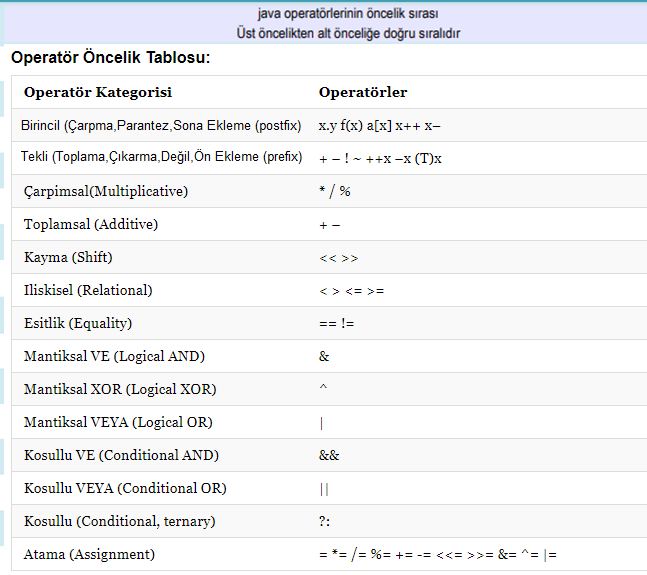 java operatörlerinin öncelik sırası
Üst öncelikten alt önceliğe doğru sıralıdır
Operatör Öncelik Tablosu:
Operatör Kategorisi Operatörler
Birincil (Çarpma,Parantez,Sona Ekleme (postfix) x.y f(x) a[x] x++ x–
Tekli (Toplama,Çıkarma,Değil,Ön Ekleme (prefix) + – ! ~ ++x –x (T)x
Çarpimsal(Multiplicative) * / %
Toplamsal (Additive) + –
Kayma (Shift) << >>
Iliskisel (Relational) < > <= >=
Esitlik (Equality) == !=
Mantiksal VE (Logical AND) &
Mantiksal XOR (Logical XOR) ^
Mantiksal VEYA (Logical OR) |
Kosullu VE (Conditional AND) &&
Kosullu VEYA (Conditional OR) ||
Kosullu (Conditional, ternary) ?:
Atama (Assignment) = *= /= %= += -= <<= >>= &= ^= |=